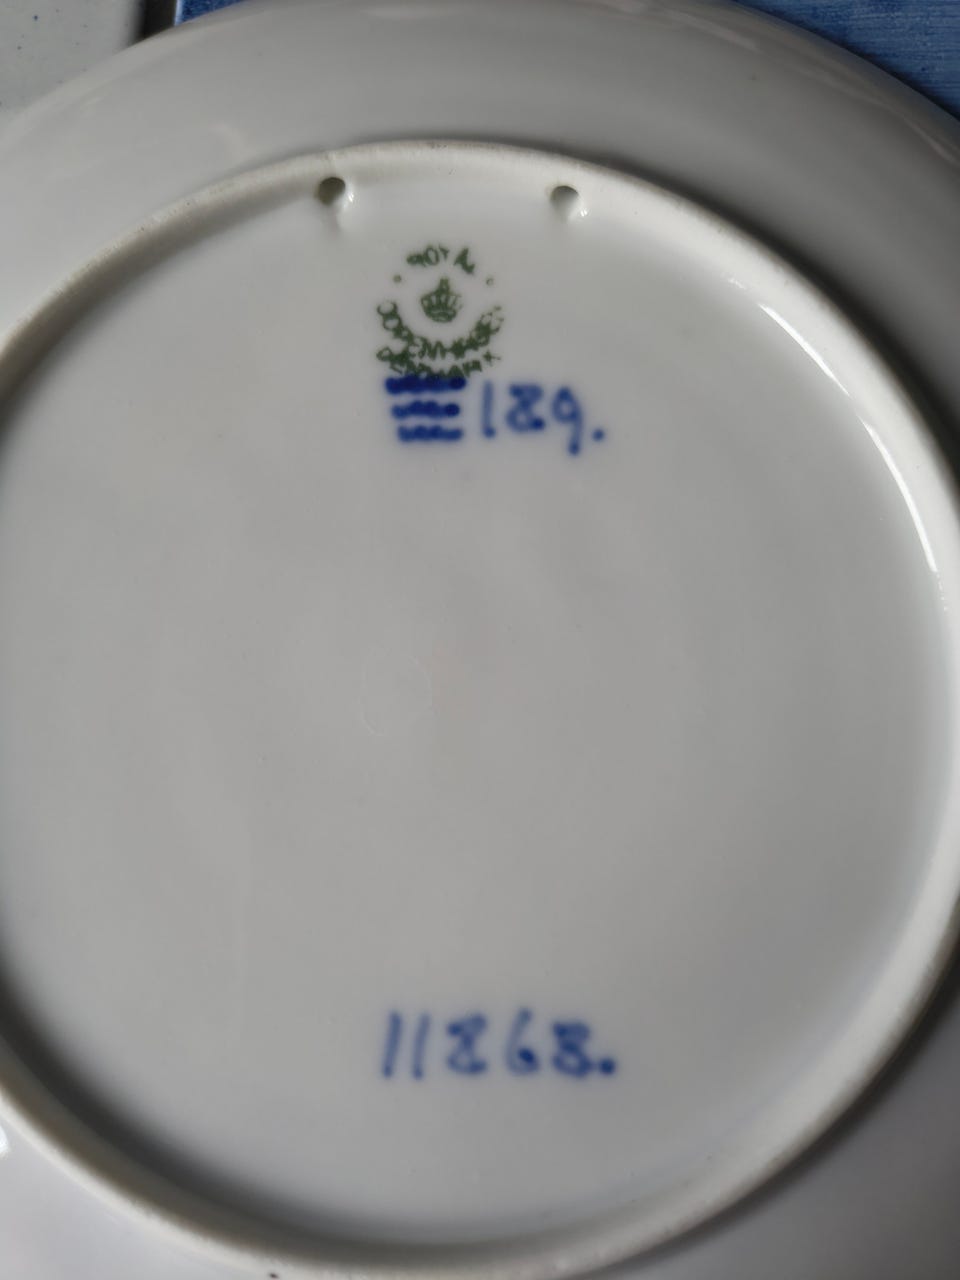 ROYAL
COPENHAGEN
DENMARK
189.
11868.